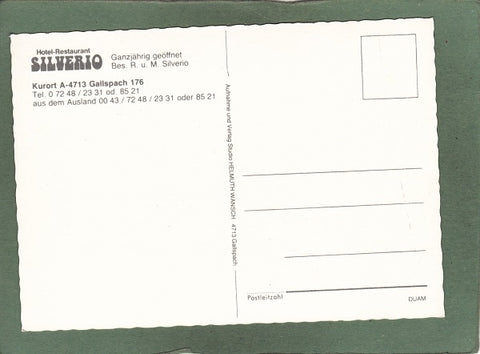 Hotel-Restaurant
SILVERIO
Ganzjährig geöffnet
Bes. R. u. M. Silverio
Kurort A-4713 Gallspach 176
Tel. 0 72 48 / 23 31 od. 85 21
aus dem Ausland 00 43 / 72 48 / 23 31 oder 85 21
Aufnahme und Verlag Studio HELMUTH WANSCH 4713 Gallspach
Postleitzahl
DUAM